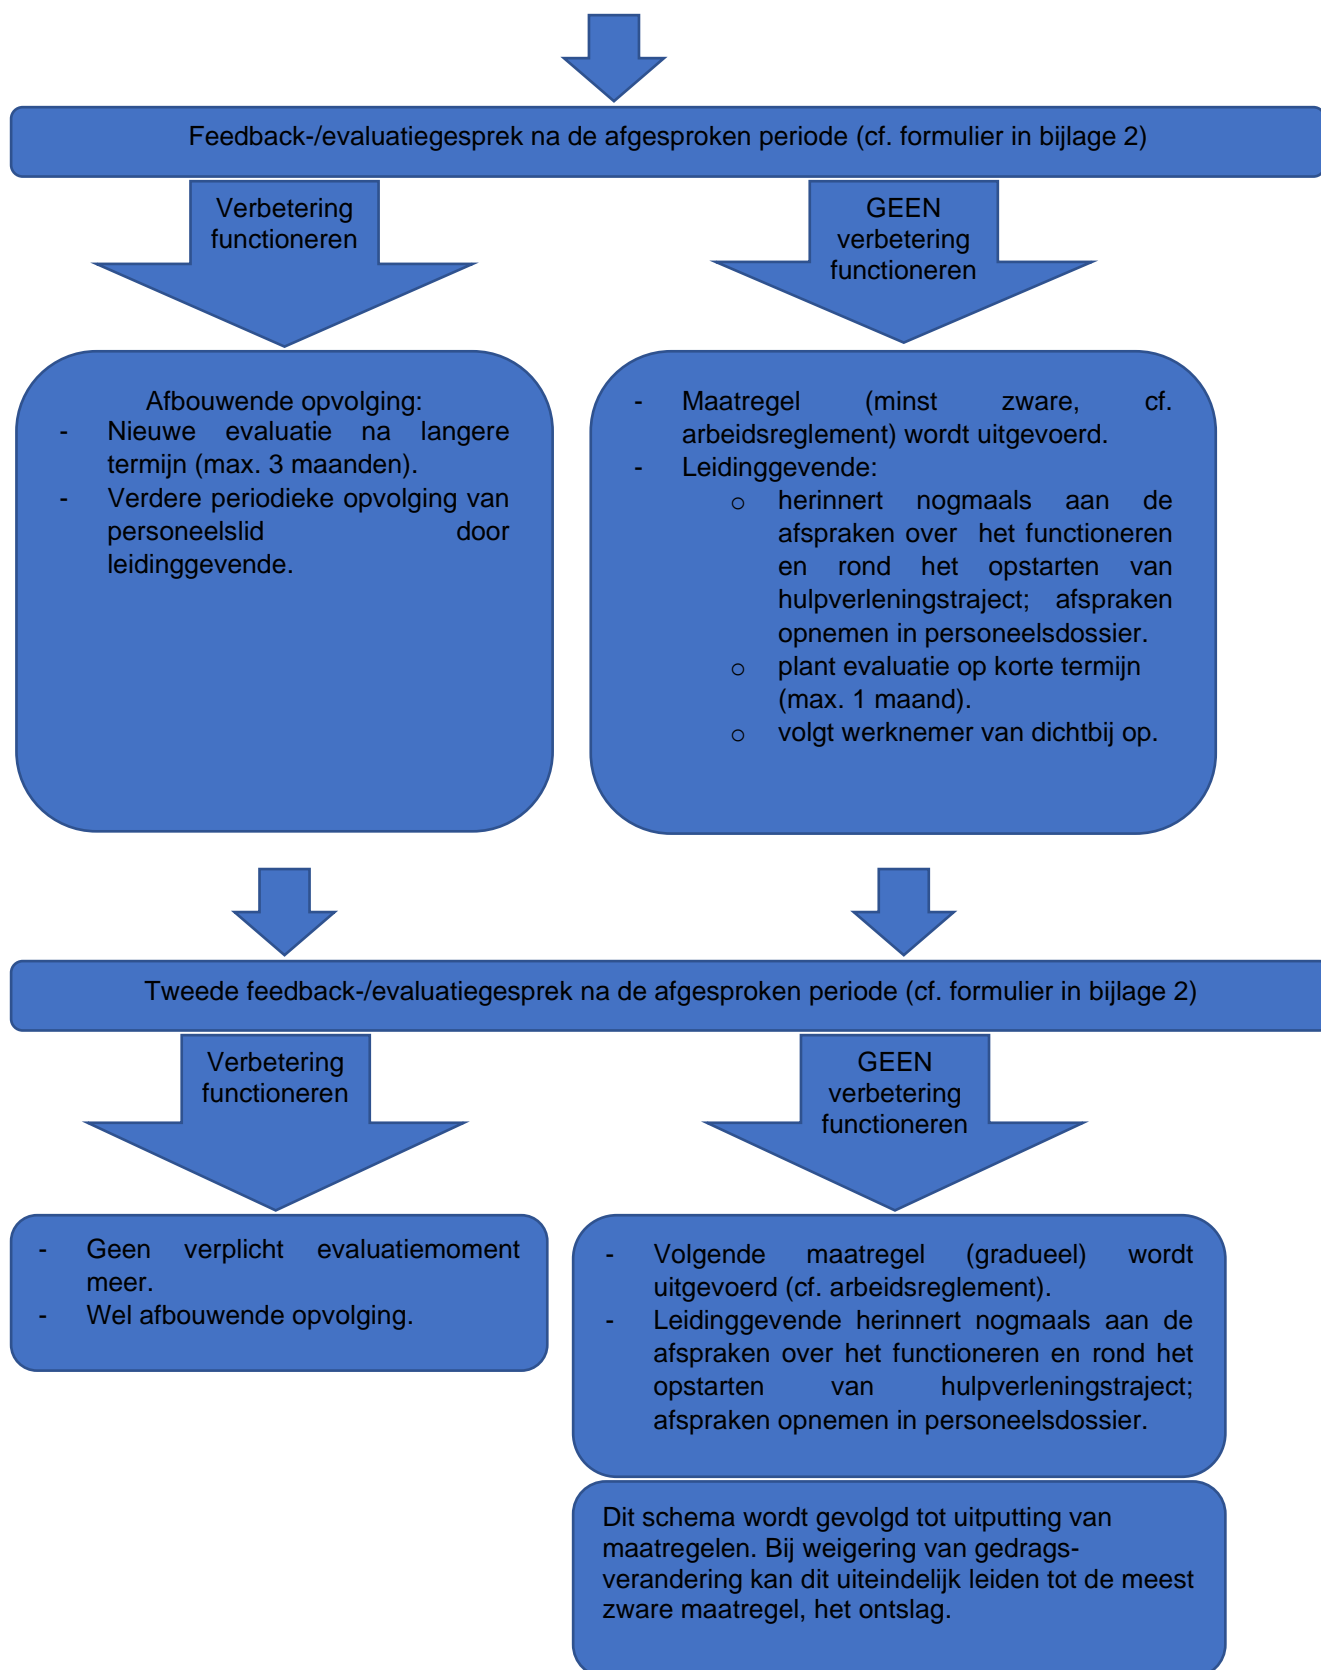 Feedback-/evaluatiegesprek na de afgesproken periode (cf. formulier in bijlage 2)
Verbetering
functioneren
GEEN
verbetering
functioneren
Afbouwende opvolging:
- Nieuwe evaluatie na langere
termijn (max. 3 maanden).
- Verdere periodieke opvolging van
personeelslid door
leidinggevende.
- Maatregel (minst zware, cf.
arbeidsreglement) wordt uitgevoerd.
- Leidinggevende:
o herinnert nogmaals aan de
afspraken over het functioneren
en rond het opstarten van
hulpverleningstraject; afspraken
opnemen in personeelsdossier.
o plant evaluatie op korte termijn
(max. 1 maand).
o volgt werknemer van dichtbij op.
Tweede feedback-/evaluatiegesprek na de afgesproken periode (cf. formulier in bijlage 2)
Verbetering
functioneren
GEEN
verbetering
functioneren
- Geen verplicht evaluatiemoment
meer.
- Wel afbouwende opvolging.
- Volgende maatregel (gradueel) wordt
uitgevoerd (cf. arbeidsreglement).
- Leidinggevende herinnert nogmaals aan de
afspraken over het functioneren en rond het
opstarten van hulpverleningstraject;
afspraken opnemen in personeelsdossier.
Dit schema wordt gevolgd tot uitputting van
maatregelen. Bij weigering van gedrags-
verandering kan dit uiteindelijk leiden tot de meest
zware maatregel, het ontslag.